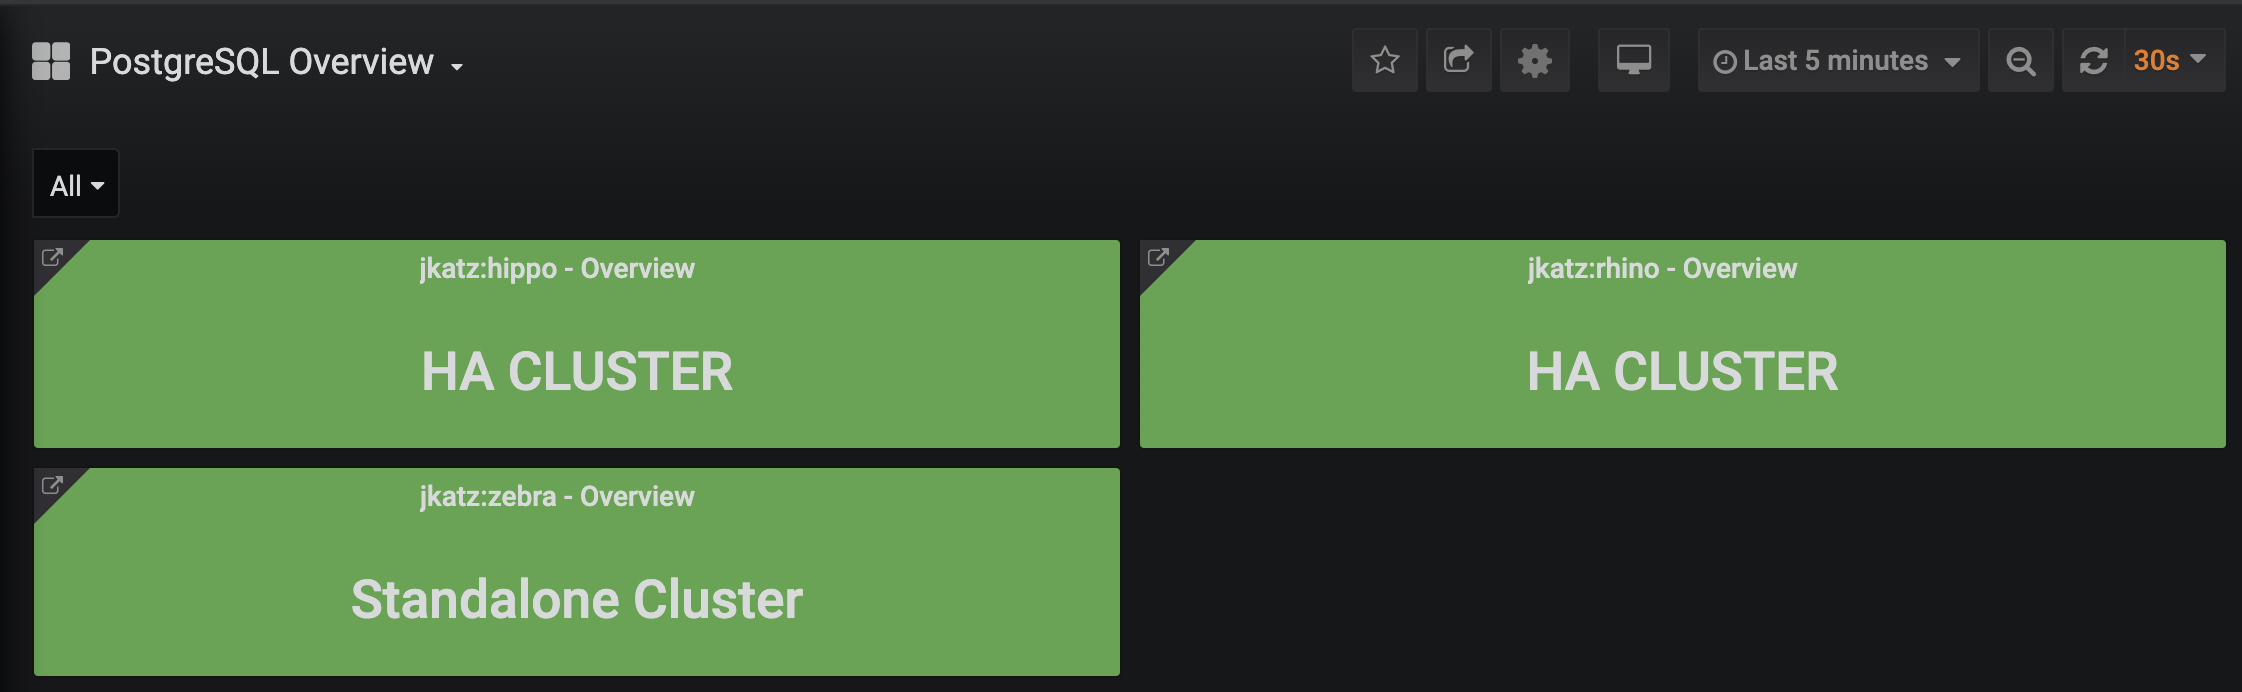 PostgreSQL Overview
Last 5 minutes
30s
All
jkatz:hippo - Overview
HA CLUSTER
jkatz:rhino - Overview
HA CLUSTER
jkatz:zebra - Overview
Standalone Cluster